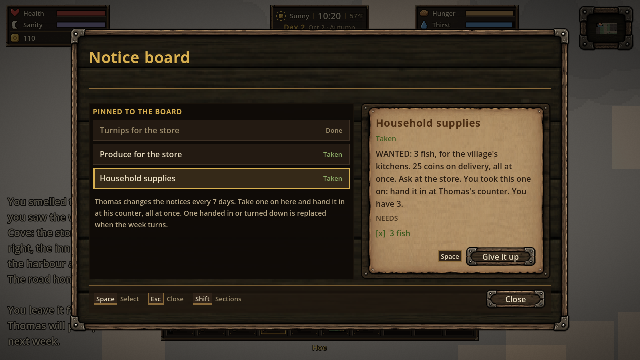 Health
Sanity
110
Sunny | 10:20 | 57°
Hunger
Thirst
Notice board
PINNED TO THE BOARD
Turnips for the store Done
Produce for the store Taken
Household supplies Taken
Thomas changes the notices every 7 days. Take one on here and hand it in
at his counter, all at once. One handed in or turned down is replaced
when the week turns.
Household supplies
Taken
WANTED: 3 fish, for the village's
kitchens. 25 coins on delivery, all at
once. Ask at the store. You took this one
on: hand it in at Thomas's counter. You
have 3.
NEEDS
[x] 3 fish
Space Give it up
Space Select Esc Close Shift Sections
Close
You smelled
you saw the
Cove: the
right, the inn
the harbour
The road
You leave it
Thomas will
next week.
Hoe